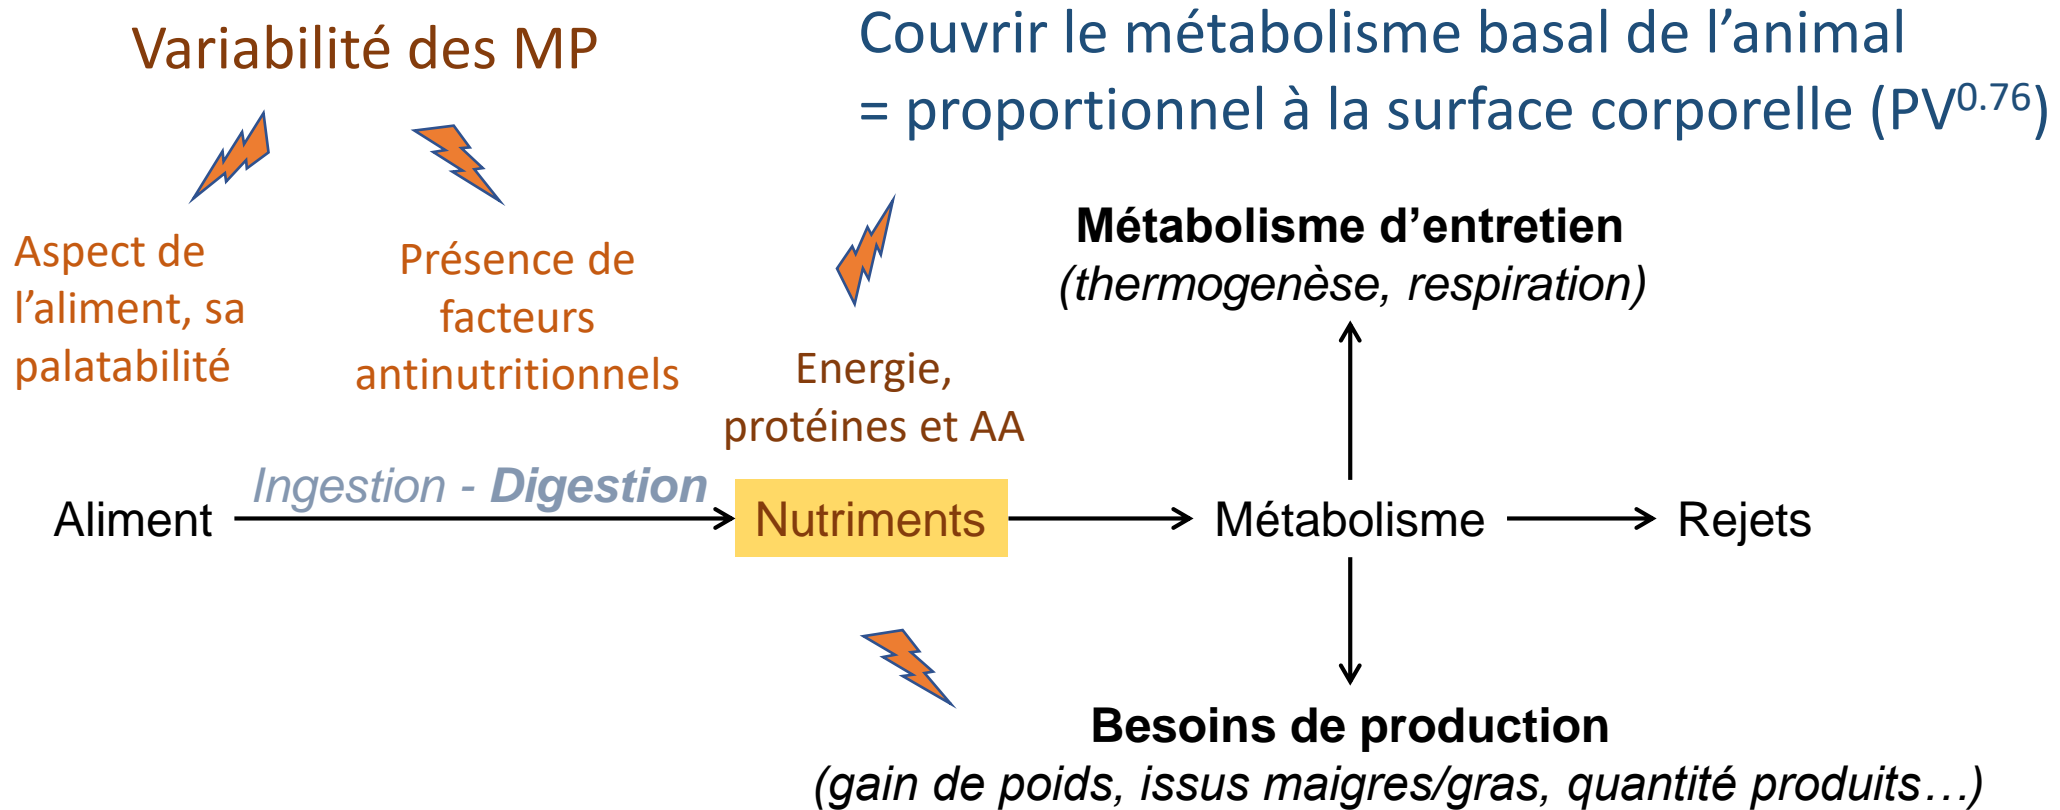 Variabilité des MP
Couvrir le métabolisme basal de l’animal
= proportionnel à la surface corporelle (PV^0.76)
Aspect de
l’aliment, sa
palatabilité
Présence de
facteurs
antinutritionnels
Energie,
protéines et AA
Métabolisme d’entretien
(thermogenèse, respiration)
Aliment
Ingestion - Digestion
Nutriments
Métabolisme
Rejets
Besoins de production
(gain de poids, issus maigres/gras, quantité produits…)